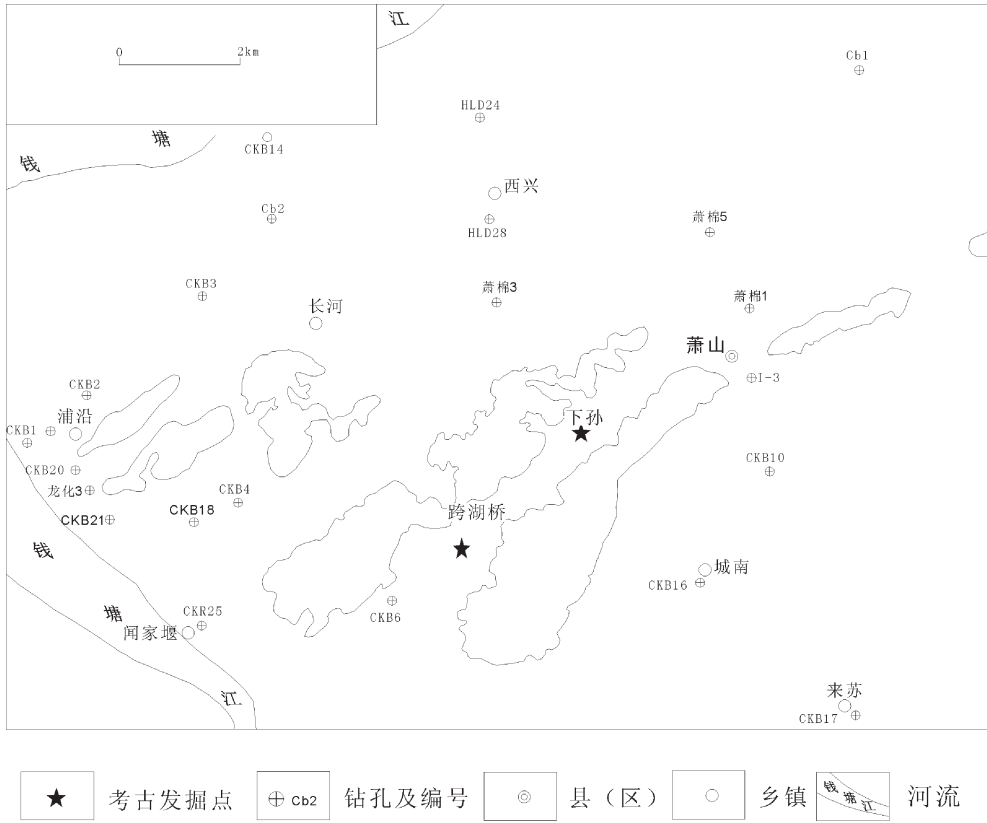 江
0 2km
Cb1
HLD24
钱 塘
CKB14
西兴
Cb2
HLD28
萧棉5
CKB3
萧棉3
萧棉1
长河
萧山
I-3
CKB2
浦沿
下孙
CKB1
CKB20
CKB10
龙化3
CKB4
CKB21
CKB18
跨湖桥
钱
城南
CKB16
塘
CKR25
CKB6
闻家堰
江
来苏
CKB17
考古发掘点
Cb2
钻孔及编号
县（区）
乡镇
钱塘江
河流